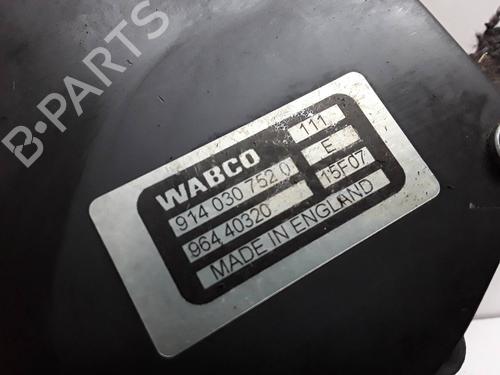 B-PARTS
WABCO 111
914 030 752 0 E
964 40320 15F07
MADE IN ENGLAND